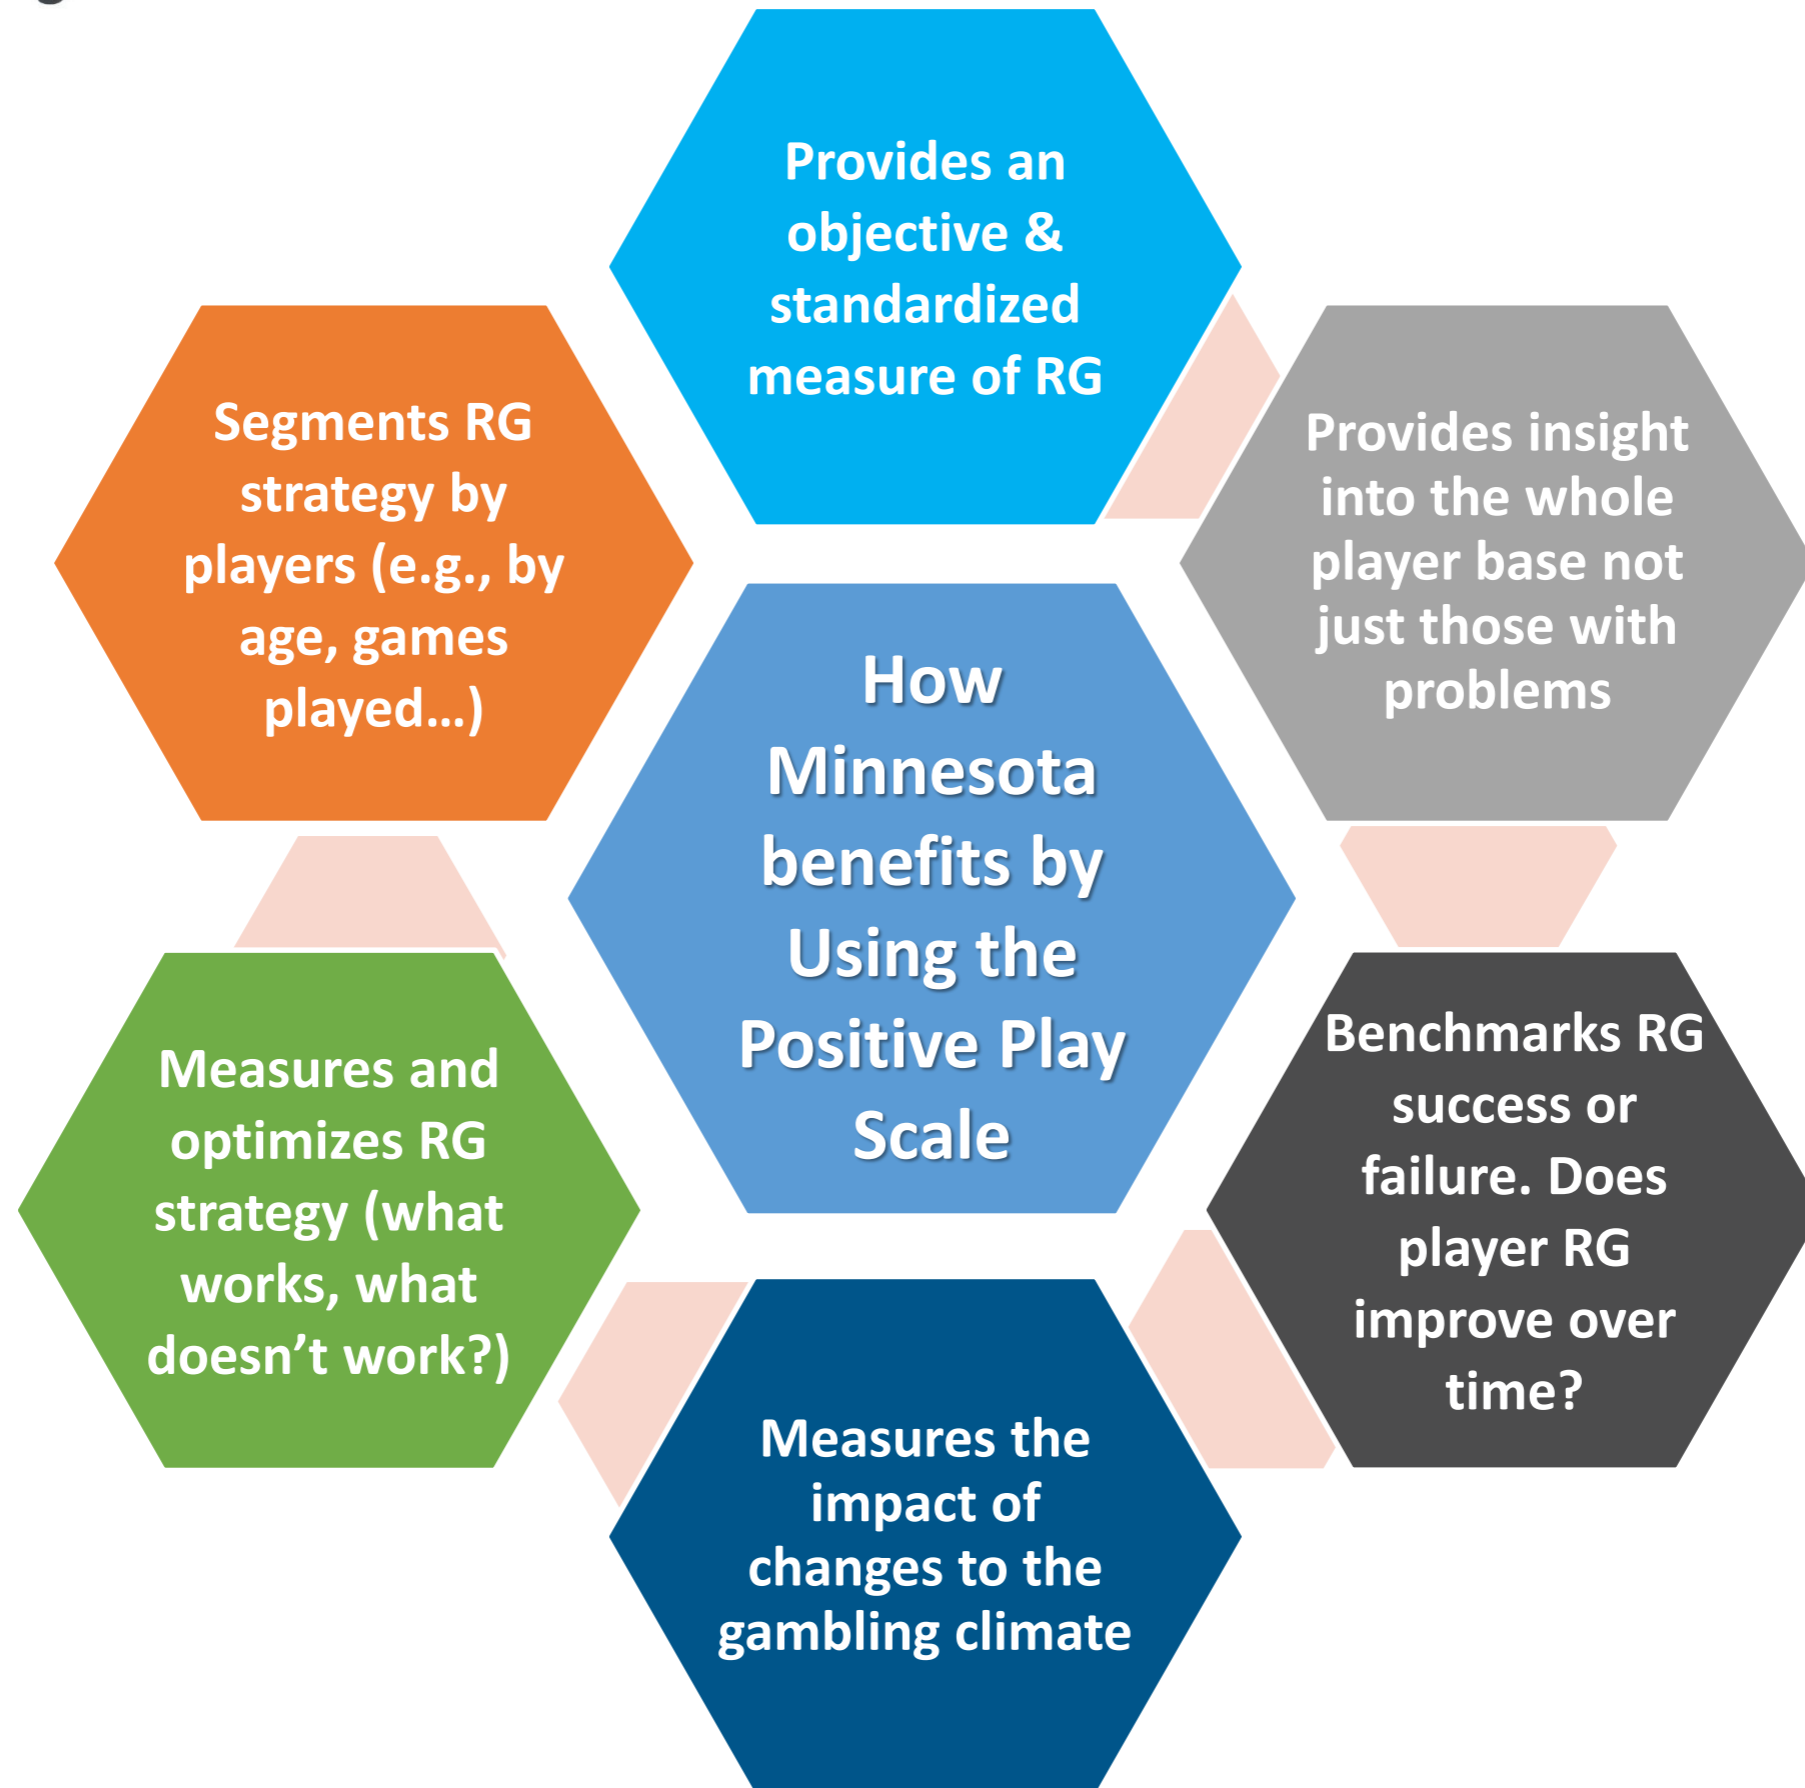 Provides an
objective &
standardized
measure of RG
Segments RG
strategy by
players (e.g., by
age, games
played...)
Provides insight
into the whole
player base not
just those with
problems
How
Minnesota
benefits by
Using the
Positive Play
Scale
Measures and
optimizes RG
strategy (what
works, what
doesn’t work?)
Benchmarks RG
success or
failure. Does
player RG
improve over
time?
Measures the
impact of
changes to the
gambling climate